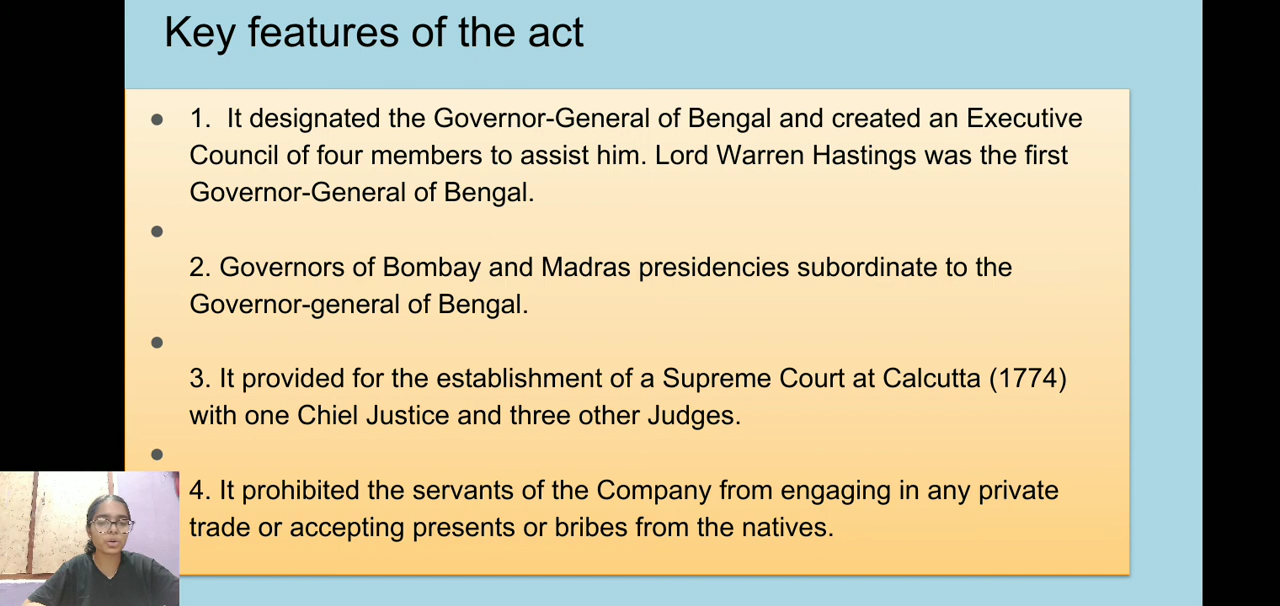 Key features of the act
1. It designated the Governor-General of Bengal and created an Executive
Council of four members to assist him. Lord Warren Hastings was the first
Governor-General of Bengal.
2. Governors of Bombay and Madras presidencies subordinate to the
Governor-general of Bengal.
3. It provided for the establishment of a Supreme Court at Calcutta (1774)
with one Chiel Justice and three other Judges.
4. It prohibited the servants of the Company from engaging in any private
trade or accepting presents or bribes from the natives.